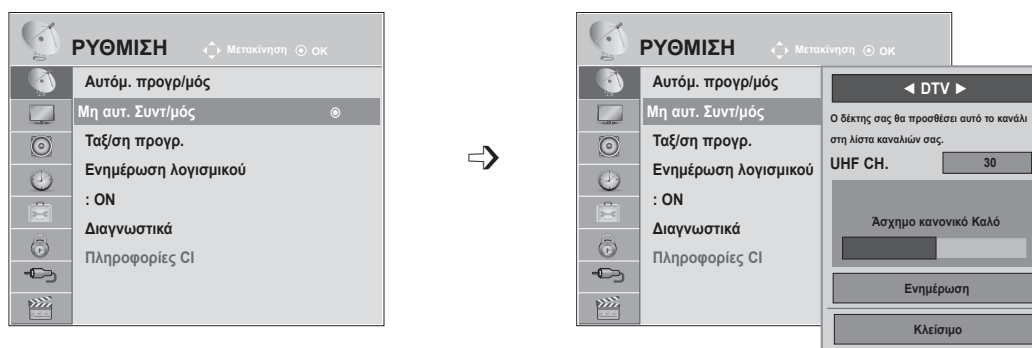 ΡΥΘΜΙΣΗ Μετακίνηση OK
Αυτόμ. προγρ/μός
Μη αυτ. Συντ/μός
Ταξ/ση προγρ.
Ενημέρωση λογισμικού
: ON
Διαγνωστικά
Πληροφορίες CI
ΡΥΘΜΙΣΗ Μετακίνηση OK
Αυτόμ. προγρ/μός
Μη αυτ. Συντ/μός
Ταξ/ση προγρ.
Ενημέρωση λογισμικού
: ON
Διαγνωστικά
Πληροφορίες CI
◄ DTV ►
Ο δέκτης σας θα προσθέσει αυτό το κανάλι
στη λίστα καναλιών σας.
UHF CH. 30
Άσχημο κανονικό Καλό
Ενημέρωση
Κλείσιμο